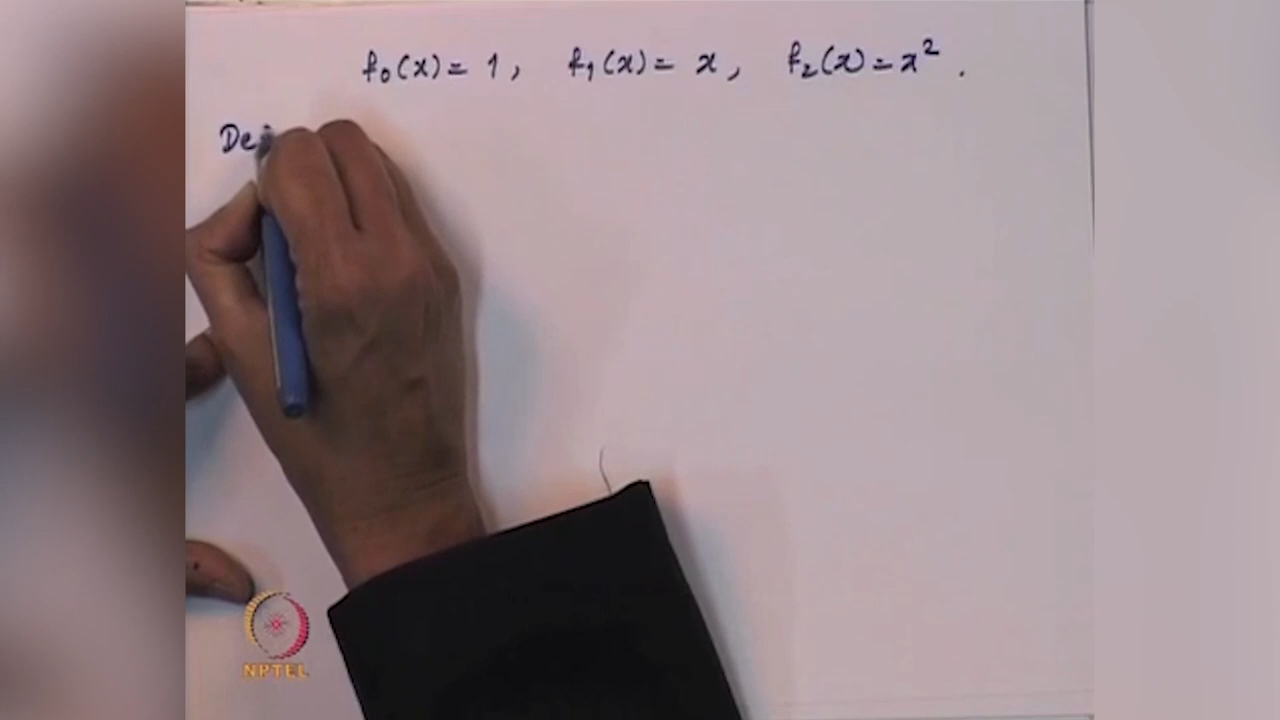 f₀(x) = 1, f₁(x) = x, f₂(x) = x².
De
NPTEL